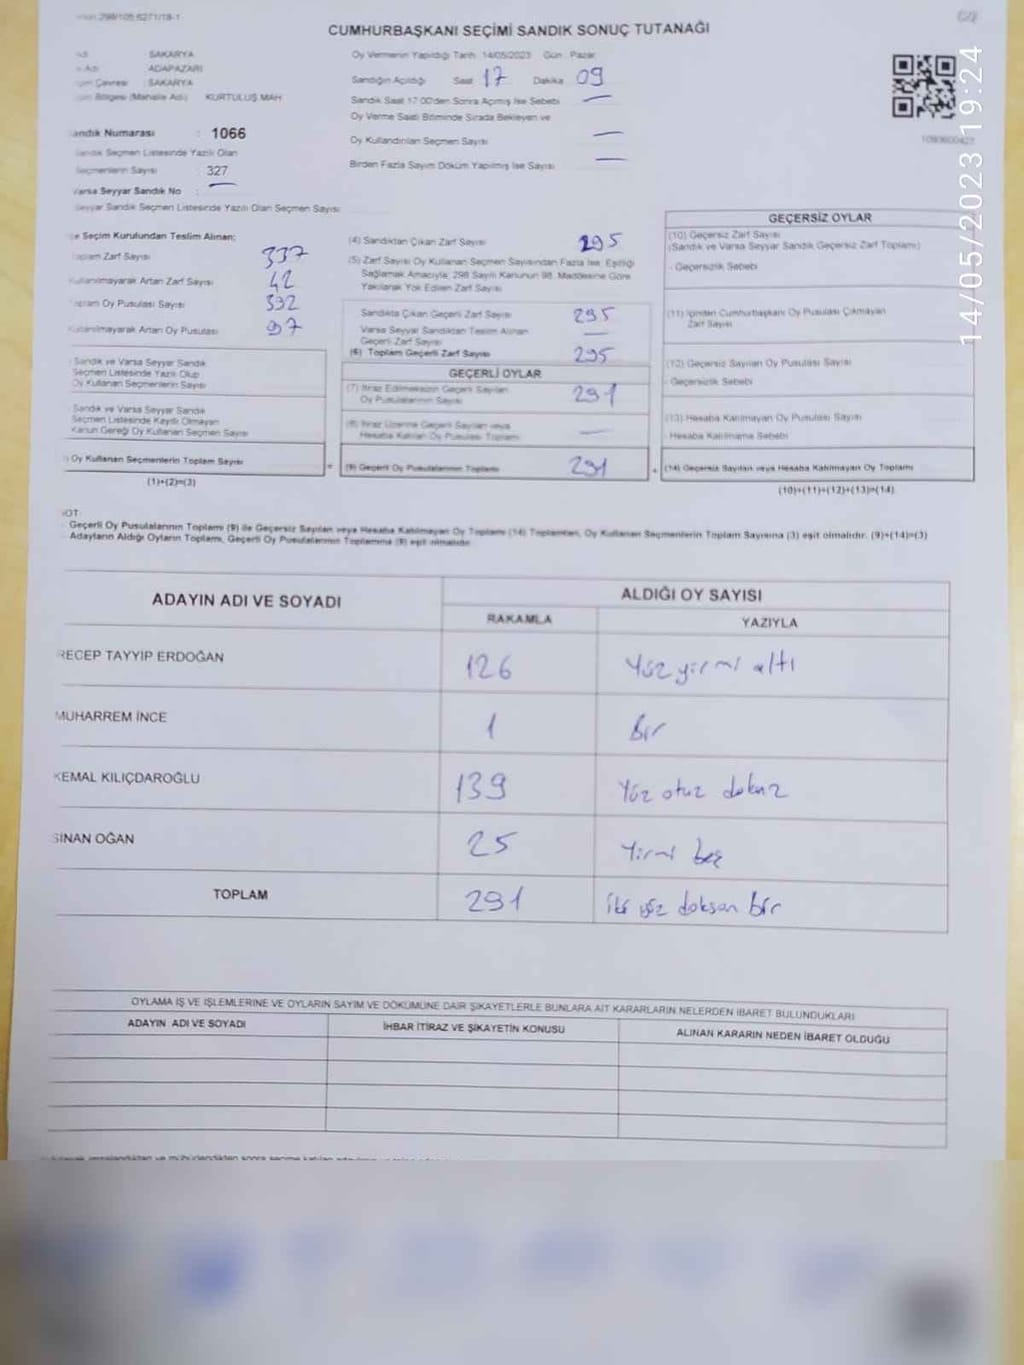 CUMHURBAŞKANI SEÇİMİ SANDIK SONUÇ TUTANAĞI
SAKARYA
Adı ADAPAZARI
Çevresi : SAKARYA
Bölgesi (Mahalle Adı) KURTULUŞ MAH
Sandık Numarası : 1066
Sandık Seçmen Listesinde Yazılı Olan
Seçmenlerin Sayısı : 327
Varsa Seyyar Sandık No : —
Seyyar Sandık Seçmen Listesinde Yazılı Olan Seçmen Sayısı
Oy Vermenin Yapıldığı Tarih :14/05/2023 Gün : Pazar
Sandığın Açıldığı Saat 17 Dakika 09
Sandık Saat 17:00'den Sonra Açılmış İse Sebebi —
Oy Verme Saati Bitiminde Sırada Bekleyen ve
Oy Kullandırılan Seçmen Sayısı —
Birden Fazla Sayım Döküm Yapılmış İse Sayısı —
14/05/2023 19:24
İlçe Seçim Kurulundan Teslim Alınan;
Toplam Zarf Sayısı 337
Kullanılmayarak Artan Zarf Sayısı 42
Toplam Oy Pusulası Sayısı 392
Kullanılmayarak Artan Oy Pusulası 97
Sandık ve Varsa Seyyar Sandık
Seçmen Listesinde Yazılı Olup
Oy Kullanan Seçmenlerin Sayısı
Sandık ve Varsa Seyyar Sandık
Seçmen Listesinde Kayıtlı Olmayan
Kanun Gereği Oy Kullanan Seçmen Sayısı
Oy Kullanan Seçmenlerin Toplam Sayısı
(1)+(2)=(3)
(4) Sandıktan Çıkan Zarf Sayısı 295
(5) Zarf Sayısı Oy Kullanan Seçmen Sayısından Fazla İse, Eşitliği
Sağlamak Amacıyla, 298 Sayılı Kanunun 98. Maddesine Göre
Yakılarak Yok Edilen Zarf Sayısı
Sandıkta Çıkan Geçerli Zarf Sayısı 295
Varsa Seyyar Sandıktan Teslim Alınan
Geçerli Zarf Sayısı —
(6) Toplam Geçerli Zarf Sayısı 295
GEÇERLİ OYLAR
(7) İtiraz Edilmeksizin Geçerli Sayılan
Oy Pusulalarının Sayısı 291
(8) İtiraz Üzerine Geçerli Sayılan veya
Hesaba Katılan Oy Pusulası Toplamı —
= (9) Geçerli Oy Pusulalarının Toplamı 291
GEÇERSİZ OYLAR
(10) Geçersiz Zarf Sayısı
(Sandık ve Varsa Seyyar Sandık Geçersiz Zarf Toplamı)
- Geçersizlik Sebebi
(11) İçinden Cumhurbaşkanı Oy Pusulası Çıkmayan
Zarf Sayısı
(12) Geçersiz Sayılan Oy Pusulası Sayısı
- Geçersizlik Sebebi
(13) Hesaba Katılmayan Oy Pusulası Sayısı
- Hesaba Katılmama Sebebi
+ (14) Geçersiz Sayılan veya Hesaba Katılmayan Oy Toplamı
(10)+(11)+(12)+(13)=(14)
NOT:
- Geçerli Oy Pusulalarının Toplamı (9) ile Geçersiz Sayılan veya Hesaba Katılmayan Oy Toplamı (14) Toplamları, Oy Kullanan Seçmenlerin Toplam Sayısına (3) eşit olmalıdır. (9)+(14)=(3)
- Adayların Aldığı Oyların Toplamı, Geçerli Oy Pusulalarının Toplamına (9) eşit olmalıdır.
ADAYIN ADI VE SOYADI
ALDIĞI OY SAYISI
RAKAMLA YAZIYLA
RECEP TAYYİP ERDOĞAN 126 Yüz yirmi altı
MUHARREM İNCE 1 Bir
KEMAL KILIÇDAROĞLU 139 Yüz otuz dokuz
SİNAN OĞAN 25 Yirmi beş
TOPLAM 291 iki yüz doksan bir
OYLAMA İŞ VE İŞLEMLERİNE VE OYLARIN SAYIM VE DÖKÜMÜNE DAİR ŞİKAYETLERLE BUNLARA AİT KARARLARIN NELERDEN İBARET BULUNDUKLARI
ADAYIN ADI VE SOYADI İHBAR İTİRAZ VE ŞİKAYETİN KONUSU ALINAN KARARIN NEDEN İBARET OLDUĞU